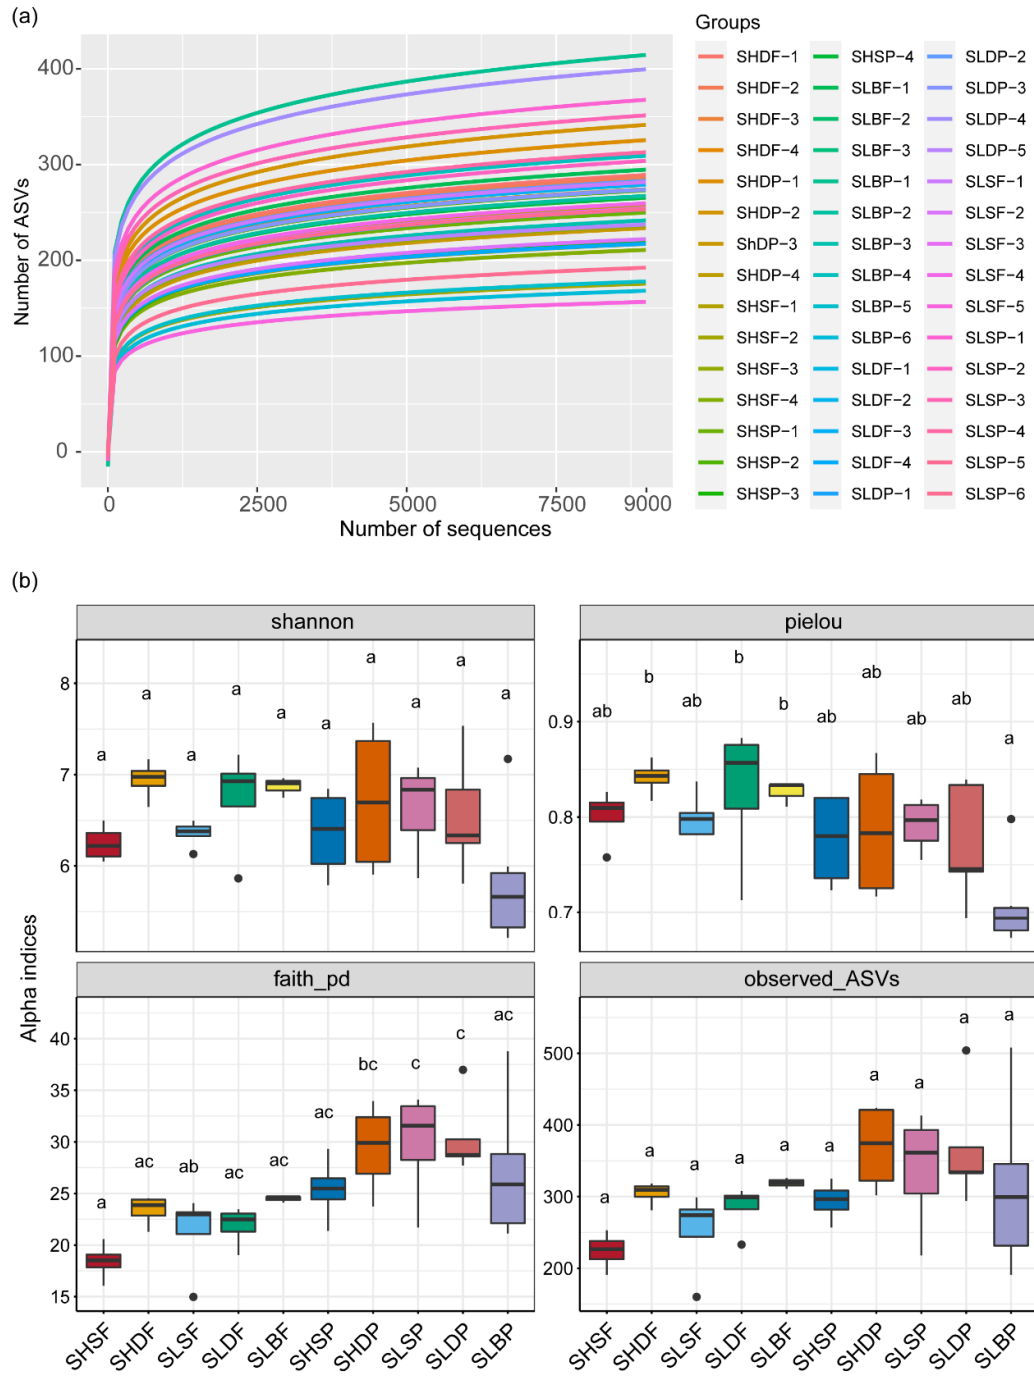 (a)
Groups
SHDF-1 SHSP-4 SLDP-2
SHDF-2 SLBF-1 SLDP-3
SHDF-3 SLBF-2 SLDP-4
SHDF-4 SLBF-3 SLDP-5
SHDP-1 SLBP-1 SLSF-1
SHDP-2 SLBP-2 SLSF-2
ShDP-3 SLBP-3 SLSF-3
SHDP-4 SLBP-4 SLSF-4
SHSF-1 SLBP-5 SLSF-5
SHSF-2 SLBP-6 SLSP-1
SHSF-3 SLDF-1 SLSP-2
SHSF-4 SLDF-2 SLSP-3
SHSP-1 SLDF-3 SLSP-4
SHSP-2 SLDF-4 SLSP-5
SHSP-3 SLDP-1 SLSP-6
Number of ASVs
400
300
200
100
0
0 2500 5000 7500 9000
Number of sequences
(b)
Alpha indices
shannon
8
7
6
a a a a a a a a a a
pielou
0.9
0.8
0.7
ab b ab b b ab ab ab ab a
faith_pd
40
35
30
25
20
15
a ac ab ac ac ac bc c c ac
observed_ASVs
500
400
300
200
a a a a a a a a a a
SHSF SHDF SLSF SLDF SLBF SHSP SHDP SLSP SLDP SLBP
SHSF SHDF SLSF SLDF SLBF SHSP SHDP SLSP SLDP SLBP